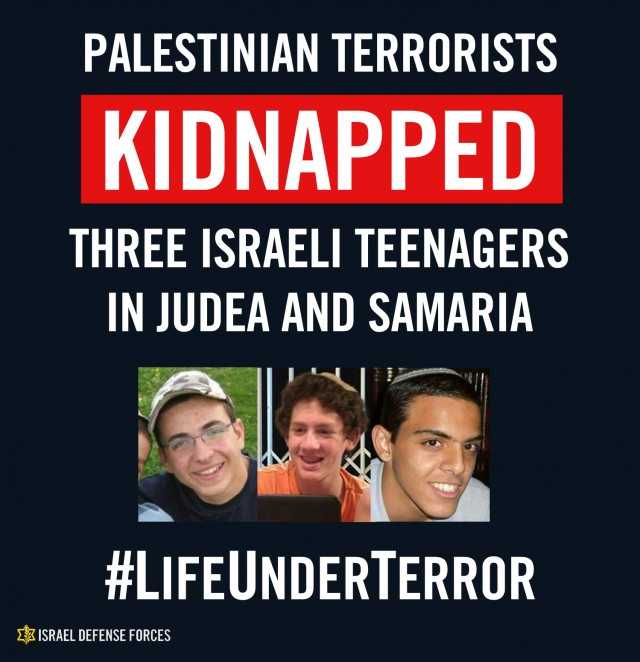 PALESTINIAN TERRORISTS
KIDNAPPED
THREE ISRAELI TEENAGERS
IN JUDEA AND SAMARIA
#LIFEUNDERTERROR
ISRAEL DEFENSE FORCES